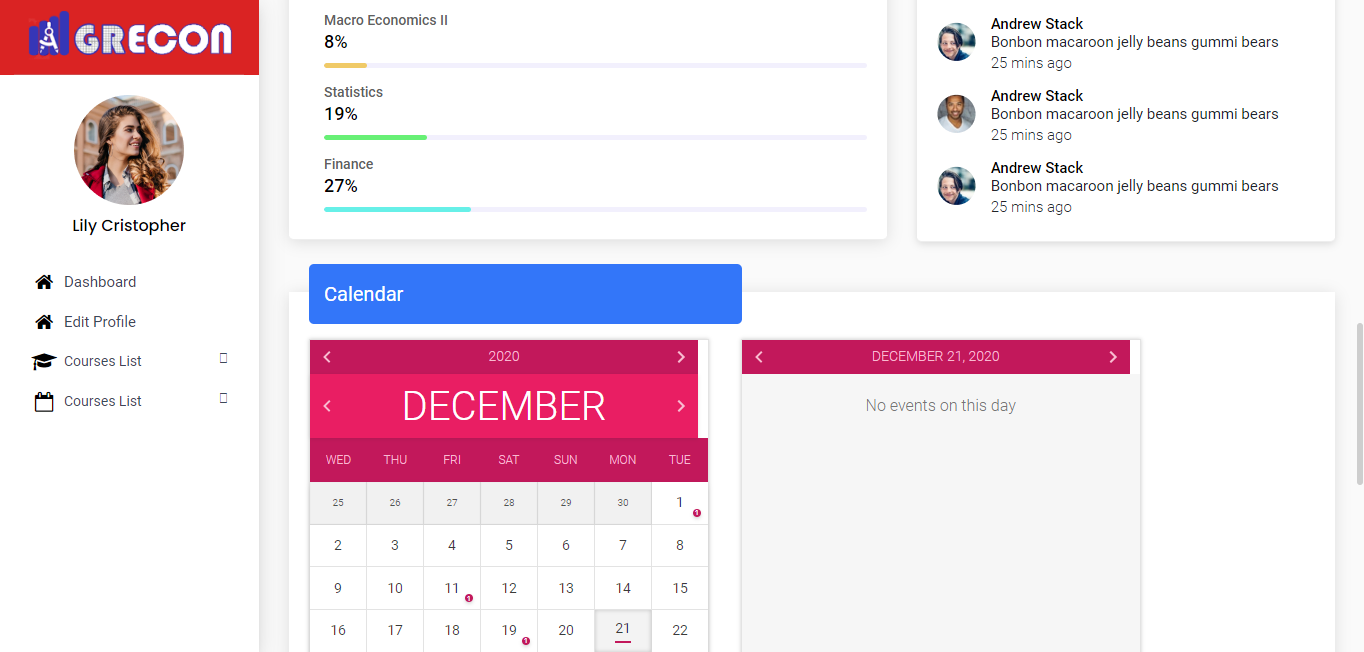 AGRECON
Lily Cristopher
Dashboard
Edit Profile
Courses List
Courses List
Macro Economics II
8%
Statistics
19%
Finance
27%
Andrew Stack
Bonbon macaroon jelly beans gummi bears
25 mins ago
Andrew Stack
Bonbon macaroon jelly beans gummi bears
25 mins ago
Andrew Stack
Bonbon macaroon jelly beans gummi bears
25 mins ago
Calendar
2020
DECEMBER
WED THU FRI SAT SUN MON TUE
25 26 27 28 29 30 1 1
2 3 4 5 6 7 8
9 10 11 1 12 13 14 15
16 17 18 19 1 20 21 22
DECEMBER 21, 2020
No events on this day